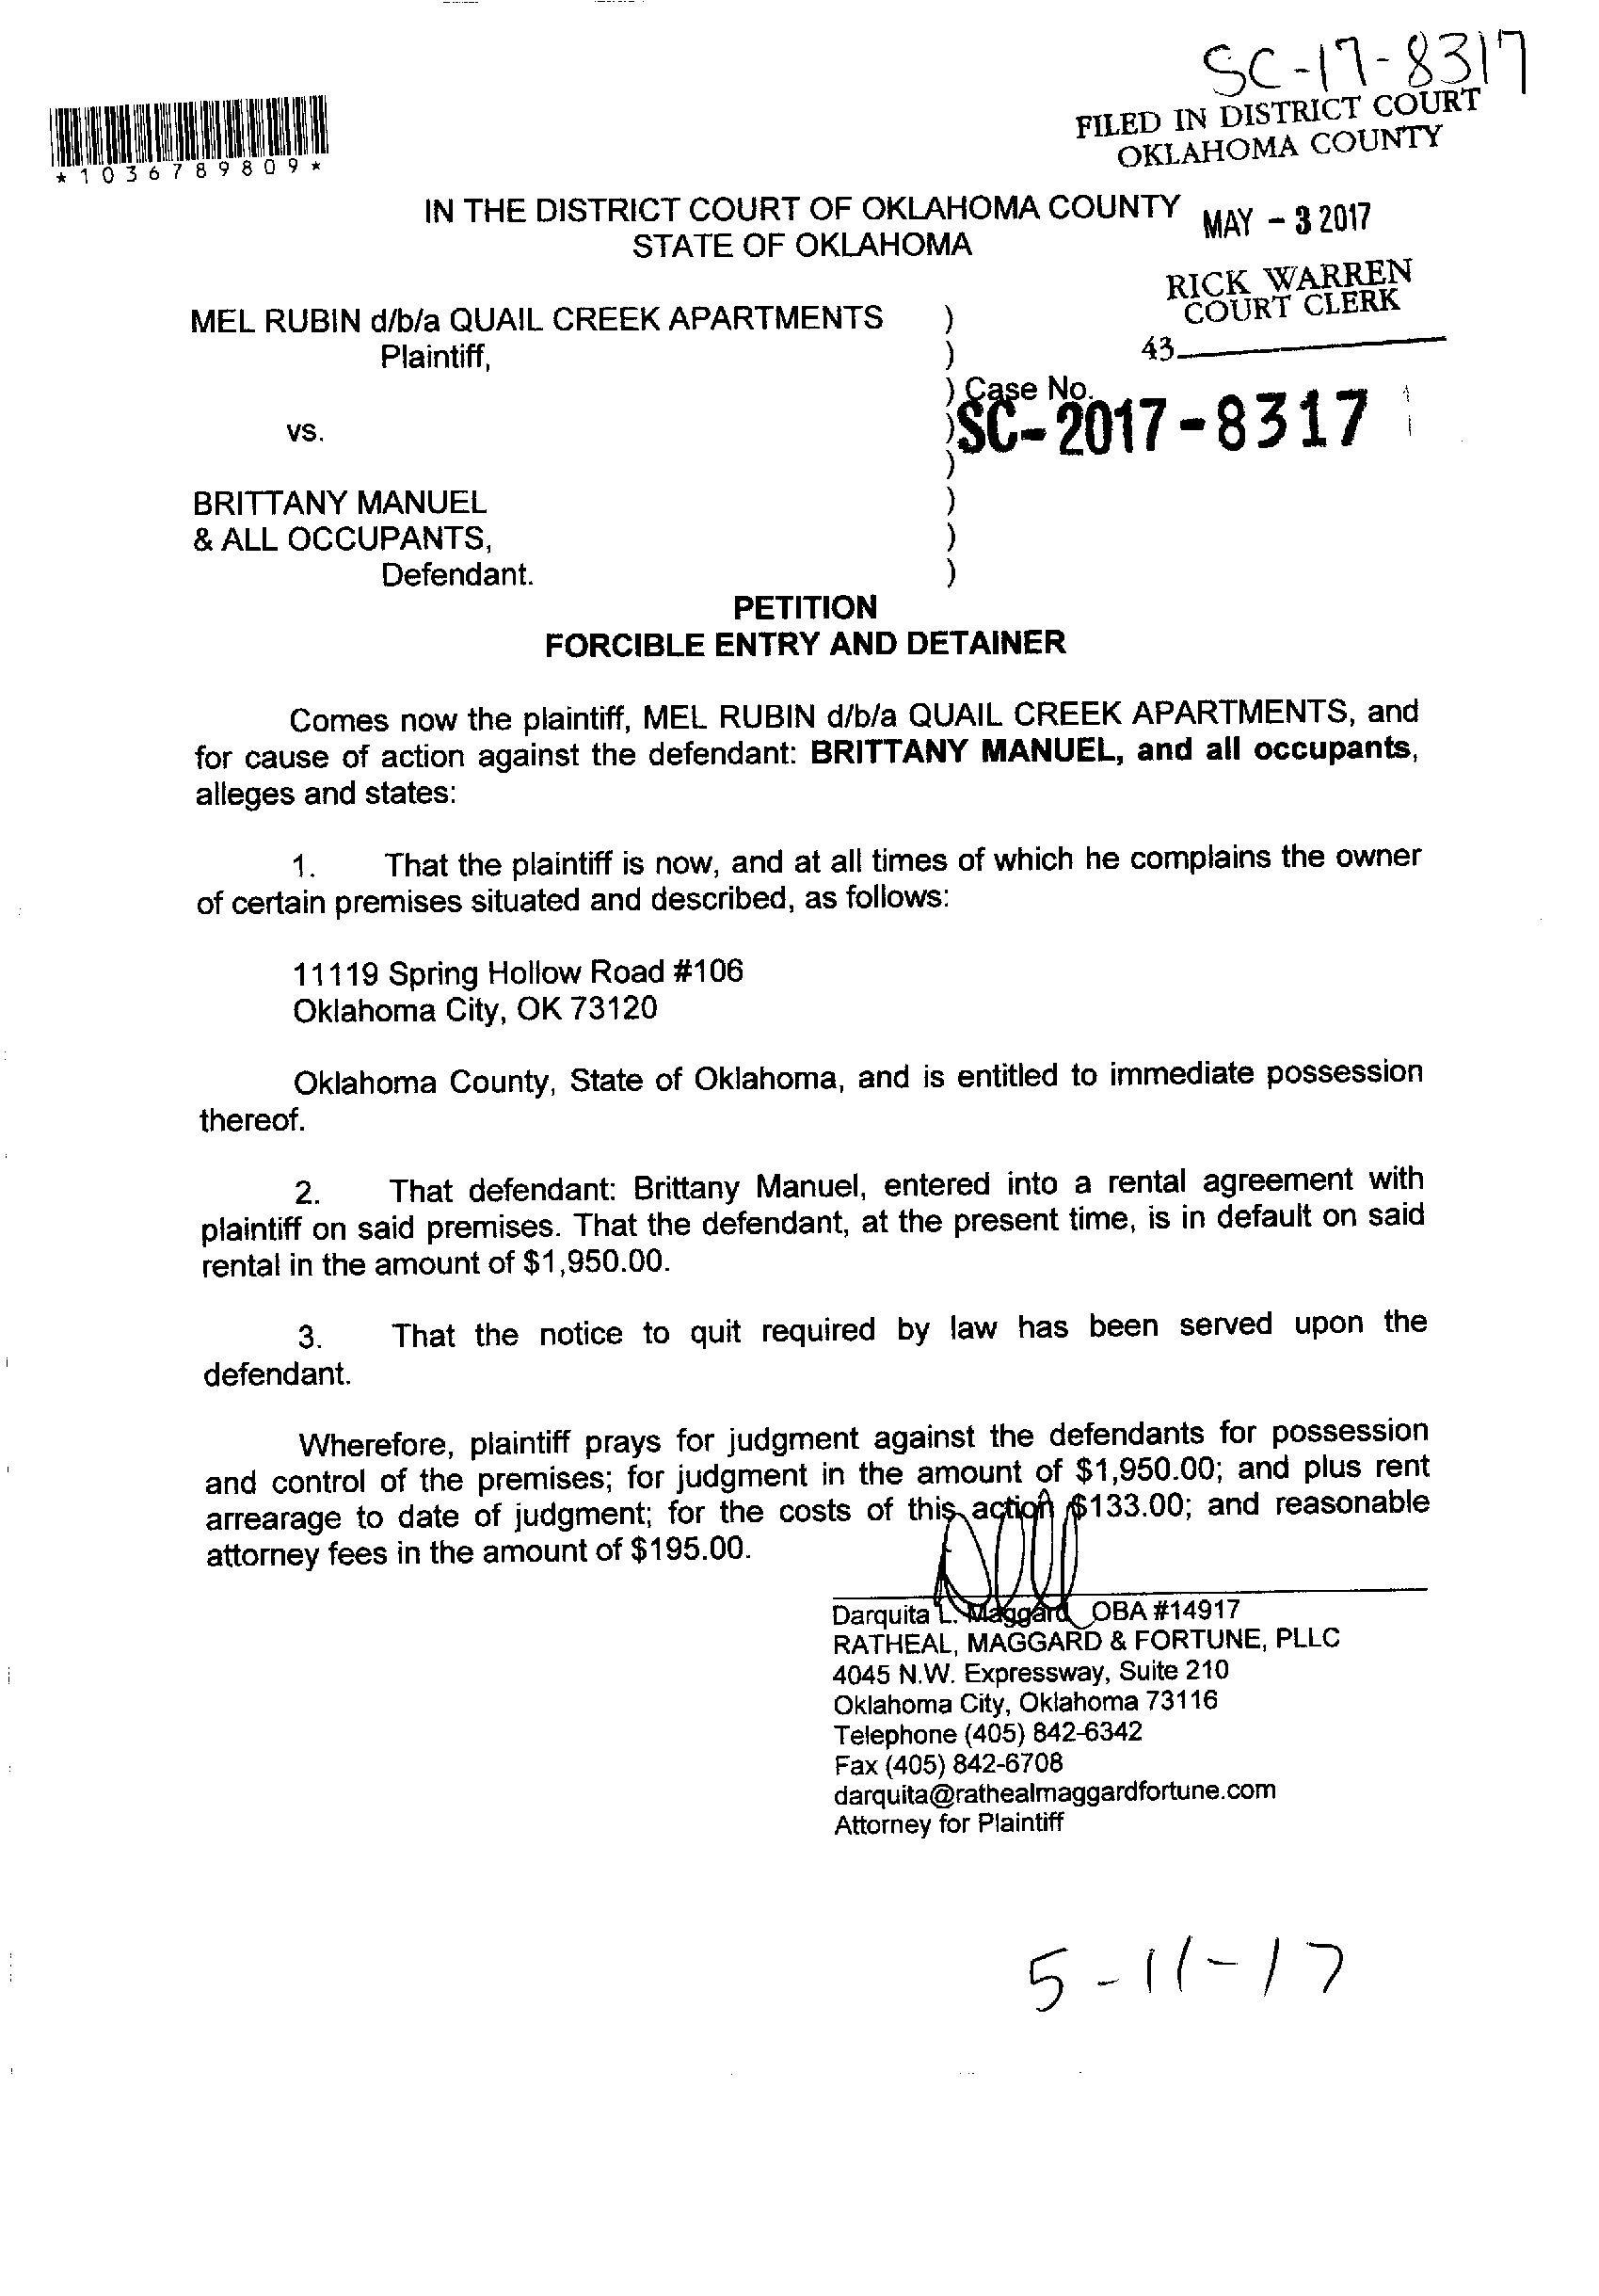 SC-17-8317
FILED IN DISTRICT COURT
OKLAHOMA COUNTY
*1036789809*
IN THE DISTRICT COURT OF OKLAHOMA COUNTY
STATE OF OKLAHOMA
MAY - 3 2017
RICK WARREN
COURT CLERK
43
MEL RUBIN d/b/a QUAIL CREEK APARTMENTS )
Plaintiff, )
) Case No.
vs. ) SC-2017-8317
)
BRITTANY MANUEL )
& ALL OCCUPANTS, )
Defendant. )
PETITION
FORCIBLE ENTRY AND DETAINER
Comes now the plaintiff, MEL RUBIN d/b/a QUAIL CREEK APARTMENTS, and
for cause of action against the defendant: BRITTANY MANUEL, and all occupants,
alleges and states:
1. That the plaintiff is now, and at all times of which he complains the owner
of certain premises situated and described, as follows:
11119 Spring Hollow Road #106
Oklahoma City, OK 73120
Oklahoma County, State of Oklahoma, and is entitled to immediate possession
thereof.
2. That defendant: Brittany Manuel, entered into a rental agreement with
plaintiff on said premises. That the defendant, at the present time, is in default on said
rental in the amount of $1,950.00.
3. That the notice to quit required by law has been served upon the
defendant.
Wherefore, plaintiff prays for judgment against the defendants for possession
and control of the premises; for judgment in the amount of $1,950.00; and plus rent
arrearage to date of judgment; for the costs of this action $133.00; and reasonable
attorney fees in the amount of $195.00.
Darquita L. Maggard OBA #14917
RATHEAL, MAGGARD & FORTUNE, PLLC
4045 N.W. Expressway, Suite 210
Oklahoma City, Oklahoma 73116
Telephone (405) 842-6342
Fax (405) 842-6708
darquita@rathealmaggardfortune.com
Attorney for Plaintiff
5-11-17